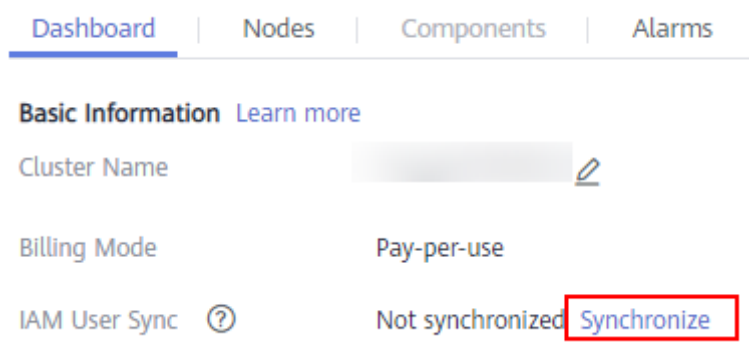 Dashboard Nodes Components Alarms
Basic Information Learn more
Cluster Name
Billing Mode Pay-per-use
IAM User Sync ? Not synchronized Synchronize